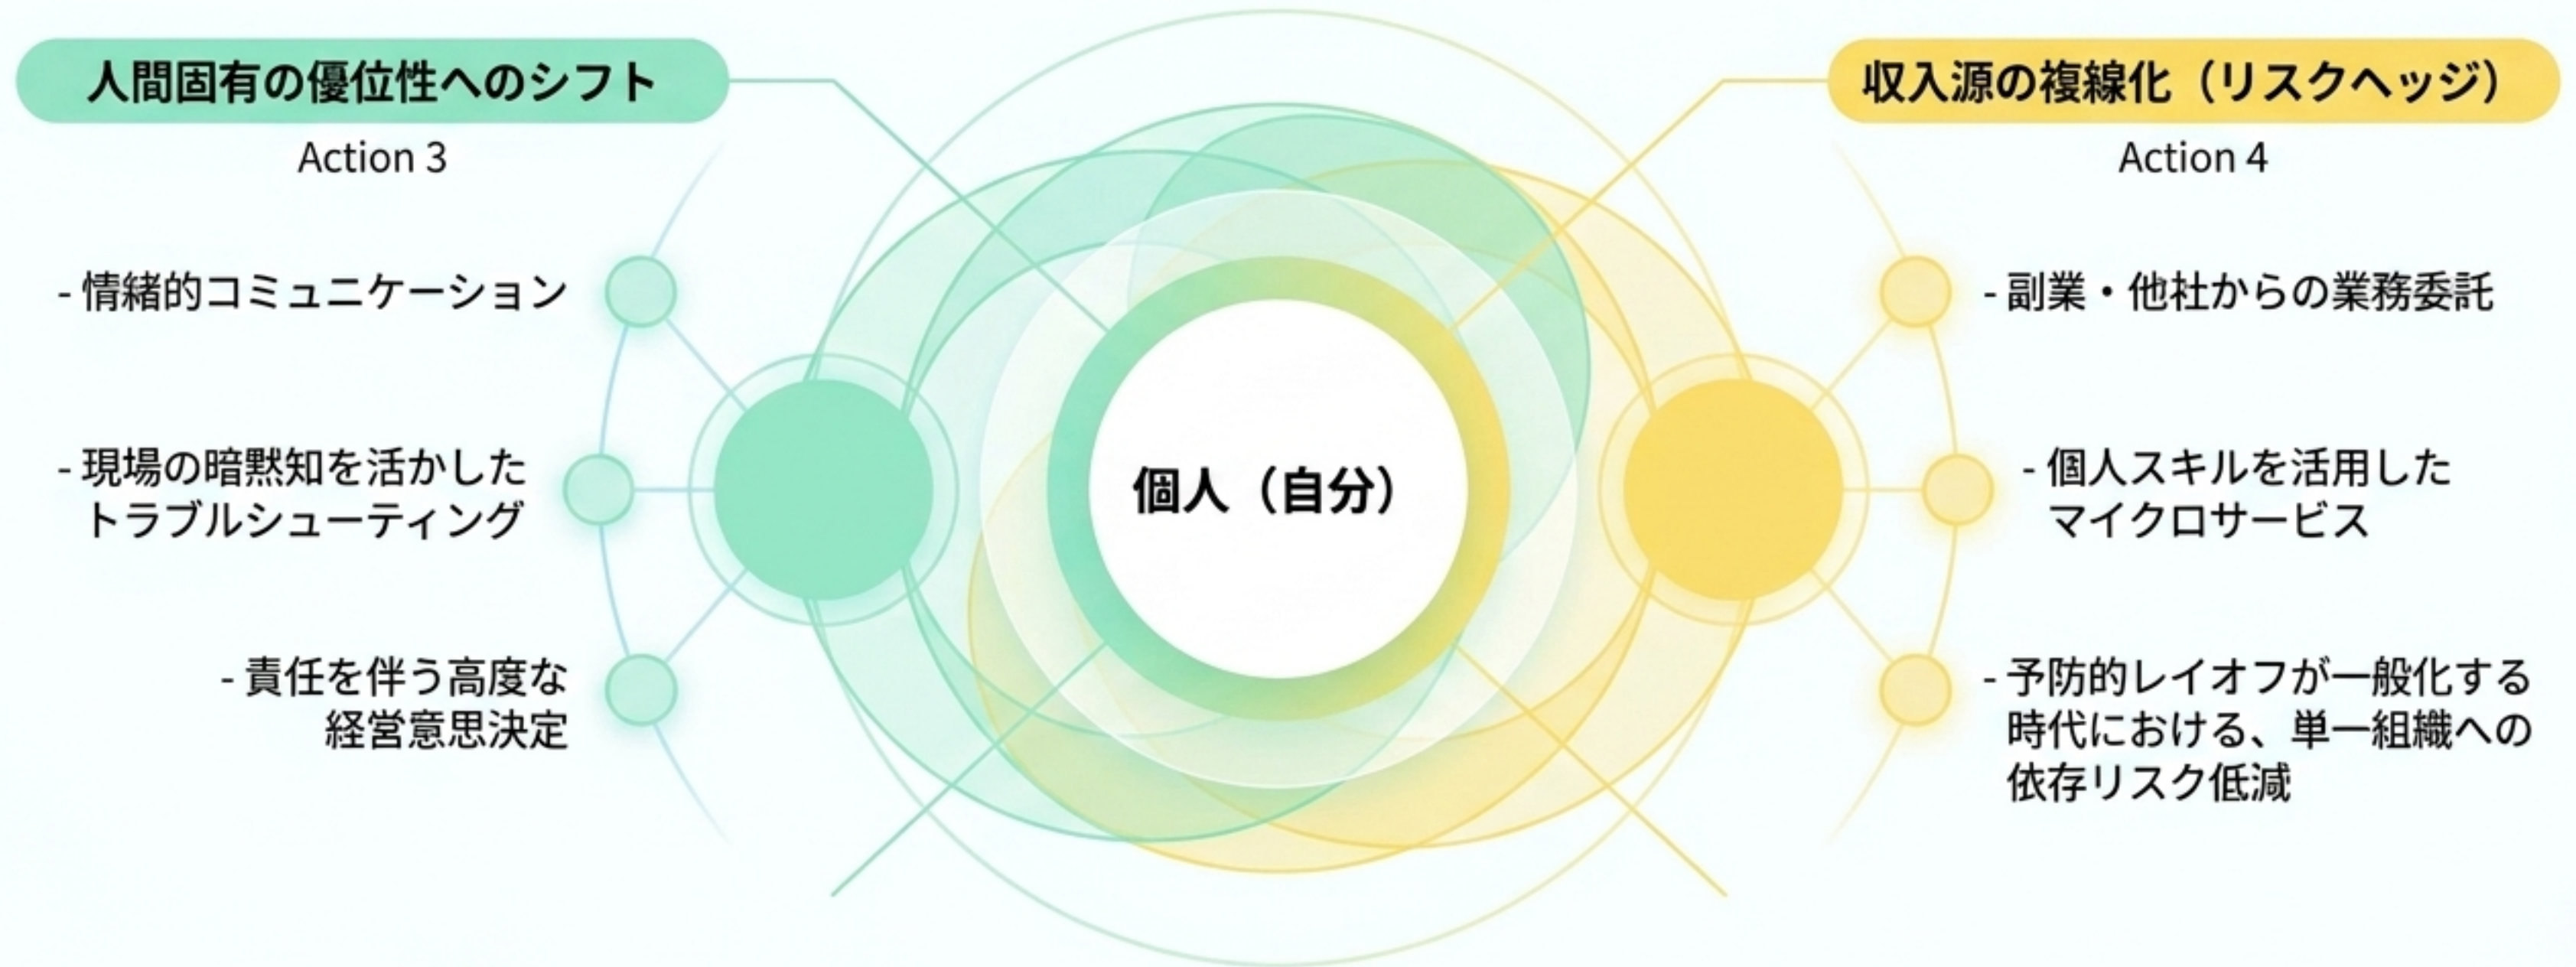 人間固有の優位性へのシフト
Action 3
- 情緒的コミュニケーション
- 現場の暗黙知を活かした
トラブルシューティング
- 責任を伴う高度な
経営意思決定
個人（自分）
収入源の複線化（リスクヘッジ）
Action 4
- 副業・他社からの業務委託
- 個人スキルを活用した
マイクロサービス
- 予防的レイオフが一般化する
時代における、単一組織への
依存リスク低減